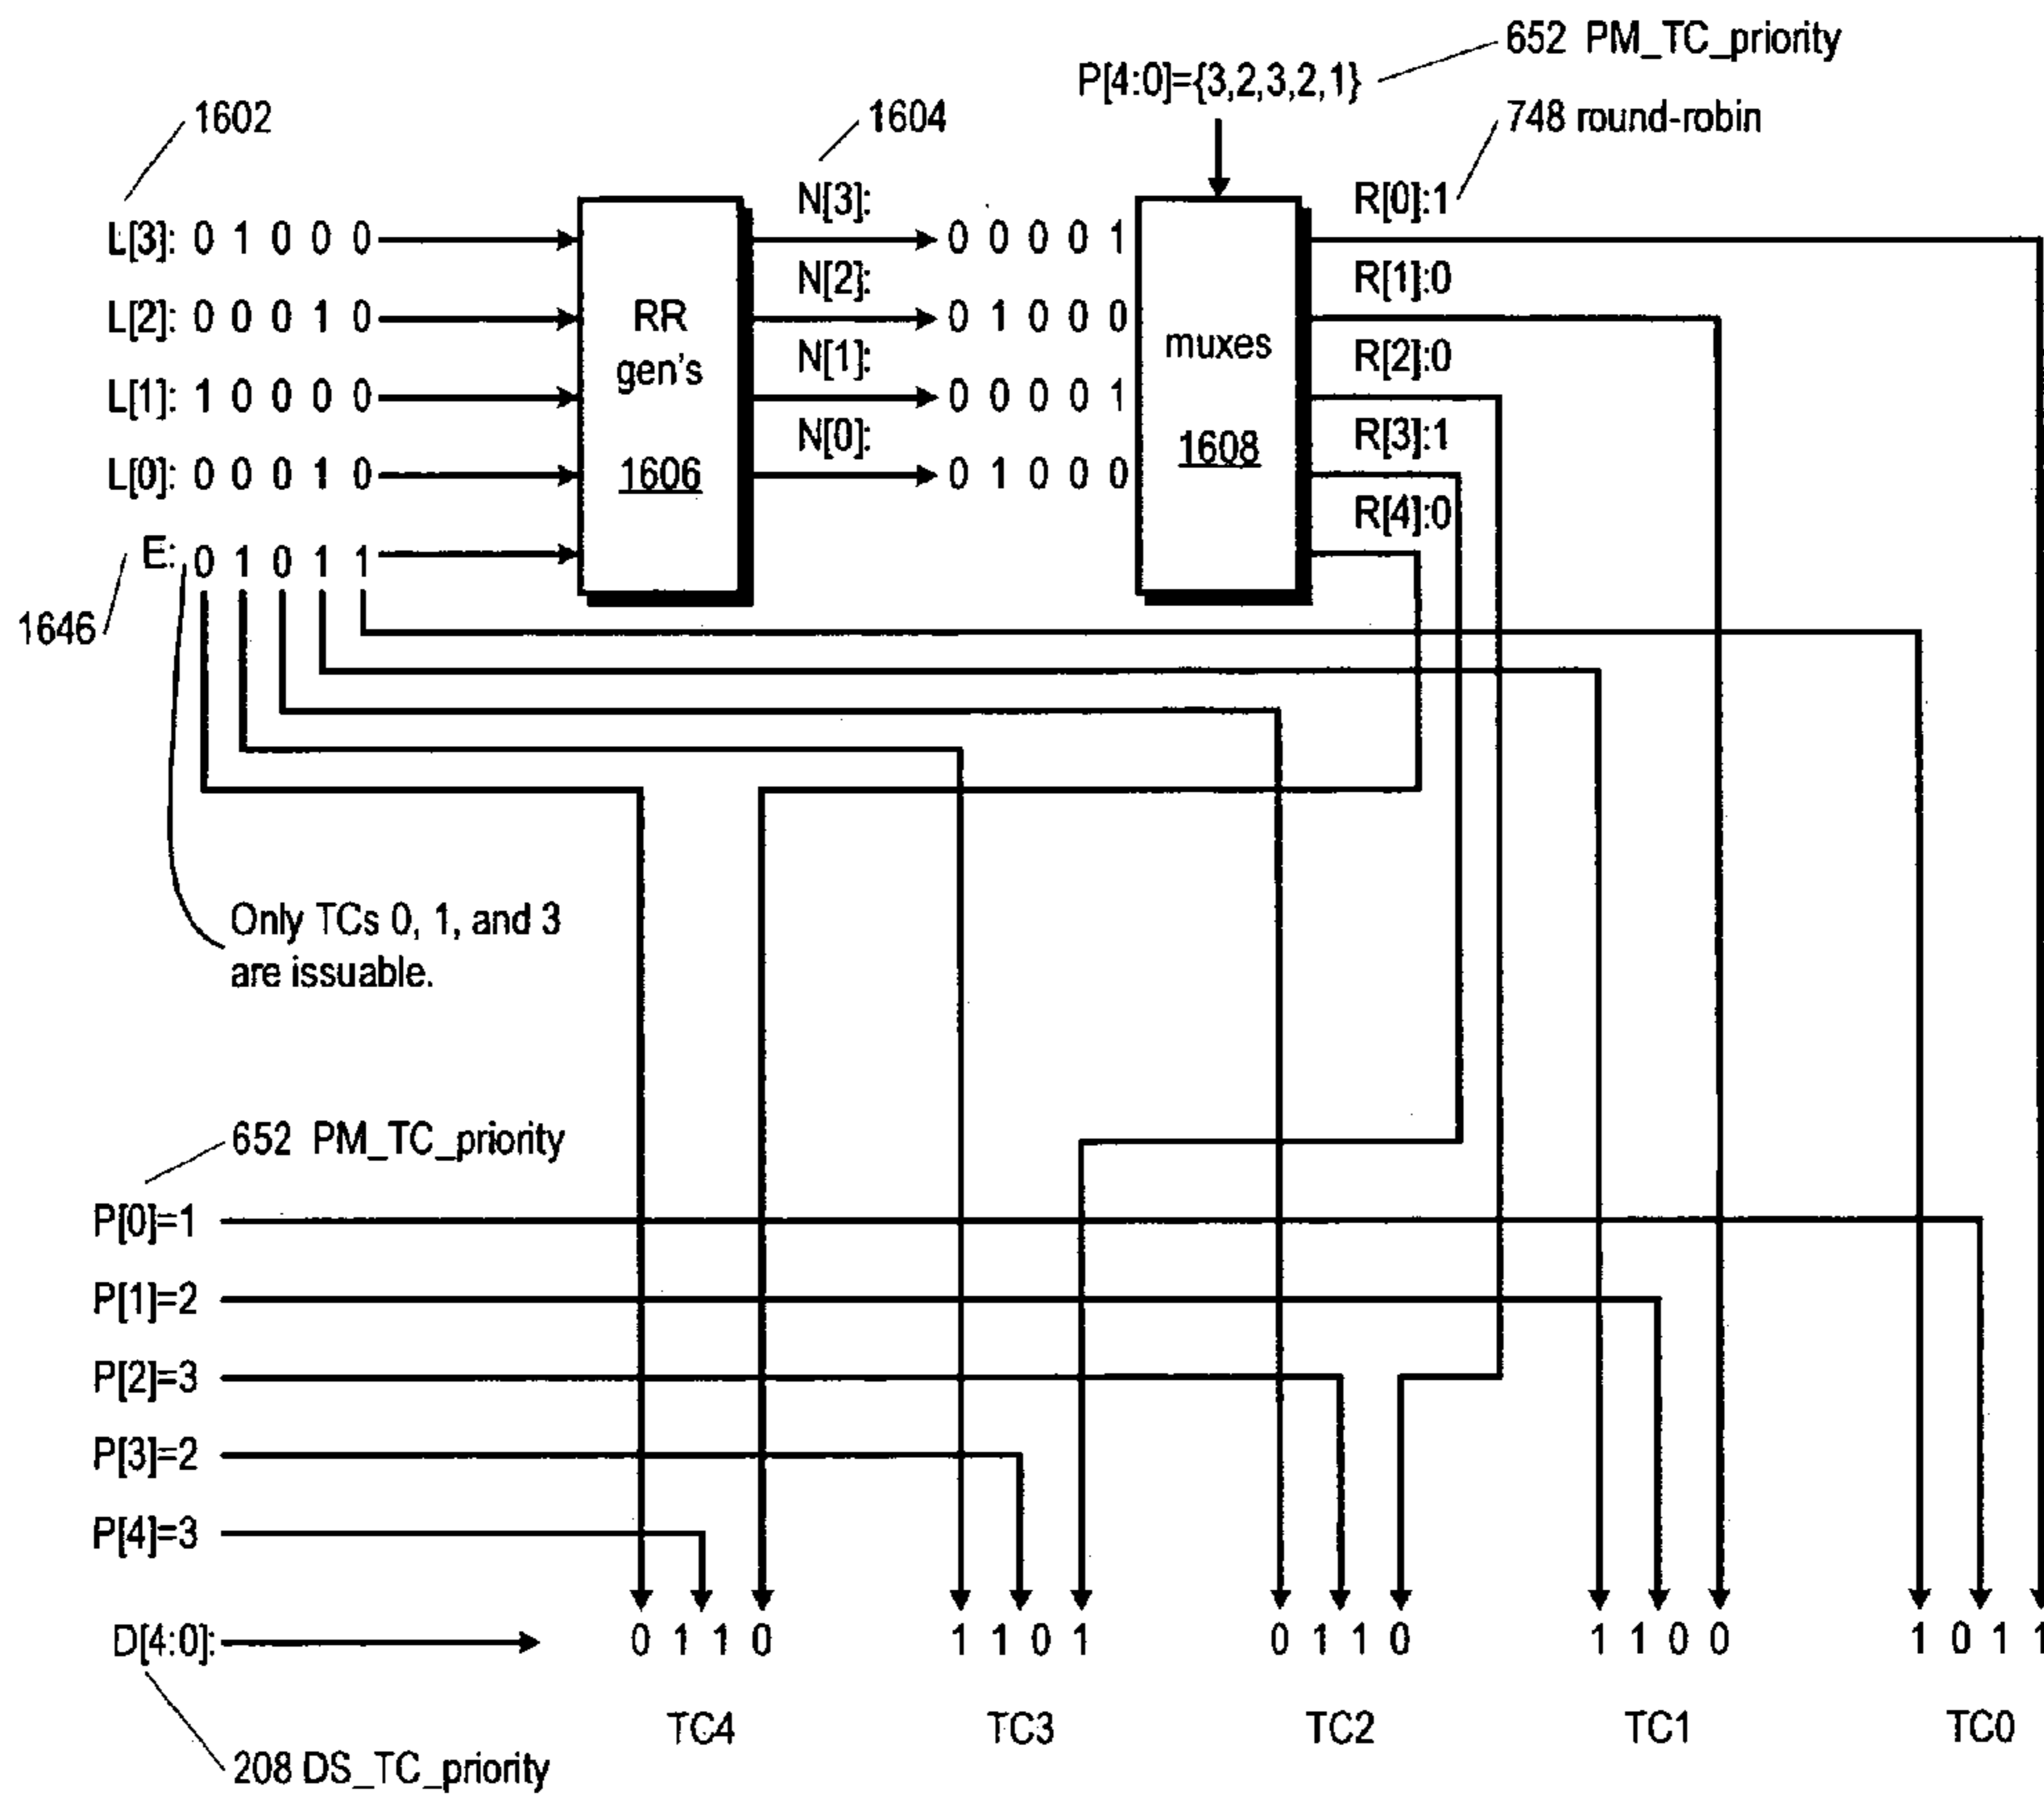 652 PM_TC_priority
P[4:0]={3,2,3,2,1}
1602
1604
748 round-robin
N[3]:
R[0]:1
L[3]: 0 1 0 0 0
0 0 0 0 1
N[2]:
R[1]:0
L[2]: 0 0 0 1 0
RR
gen's
1606
0 1 0 0 0
muxes
1608
N[1]:
R[2]:0
L[1]: 1 0 0 0 0
0 0 0 0 1
N[0]:
R[3]:1
L[0]: 0 0 0 1 0
0 1 0 0 0
R[4]:0
E: 0 1 0 1 1
1646
Only TCs 0, 1, and 3
are issuable.
652 PM_TC_priority
P[0]=1
P[1]=2
P[2]=3
P[3]=2
P[4]=3
D[4:0]: 0 1 1 0 1 1 0 1 0 1 1 0 1 1 0 0 1 0 1 1
TC4 TC3 TC2 TC1 TC0
208 DS_TC_priority